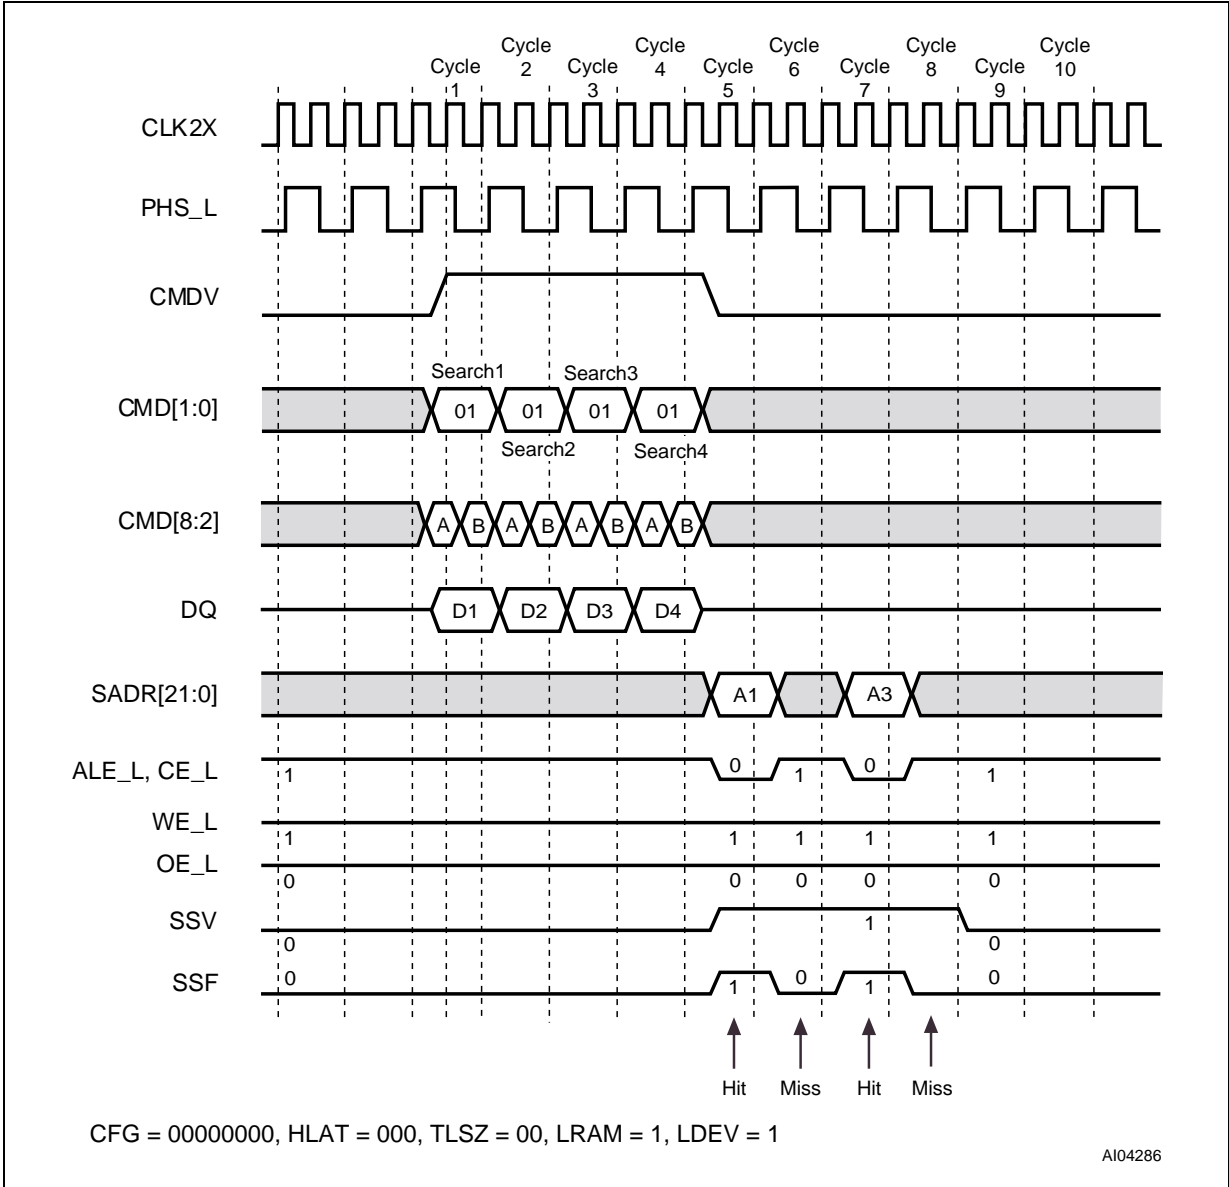 Cycle Cycle Cycle Cycle Cycle
Cycle 2 Cycle 4 Cycle 6 Cycle 8 Cycle 10
1 3 5 7 9
CLK2X
PHS_L
CMDV
Search1 Search3
CMD[1:0] 01 01 01 01
Search2 Search4
CMD[8:2] A B A B A B A B
DQ D1 D2 D3 D4
SADR[21:0] A1 A3
ALE_L, CE_L 1 0 1 0 1
WE_L 1 1 1 1 1
OE_L 0 0 0 0 0
SSV 0 1 0
SSF 0 1 0 1 0
Hit Miss Hit Miss
CFG = 00000000, HLAT = 000, TLSZ = 00, LRAM = 1, LDEV = 1
AI04286